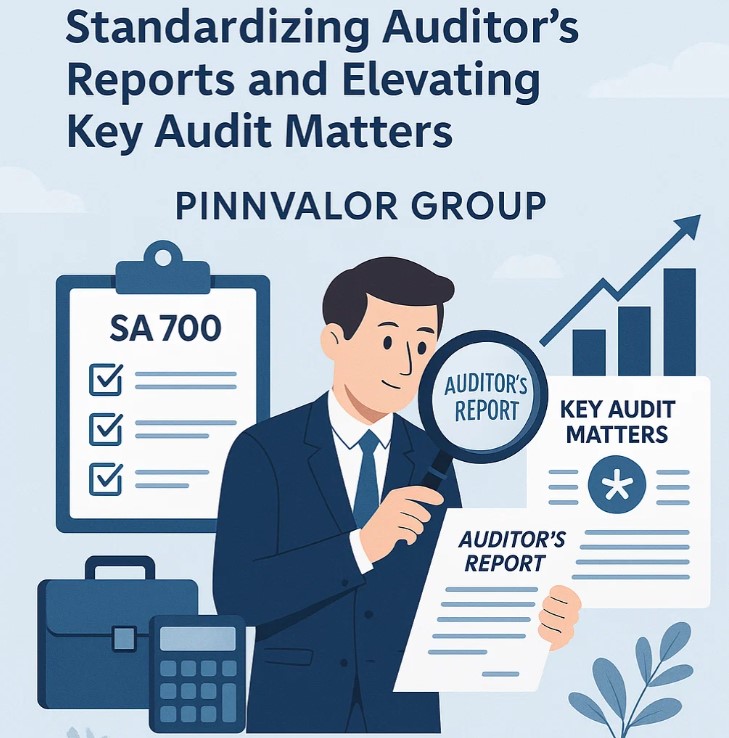 Standardizing Auditor's
Reports and Elevating
Key Audit Matters
PINNVALOR GROUP
SA 700
AUDITOR'S
REPORT
KEY AUDIT
MATTERS
AUDITOR'S
REPORT